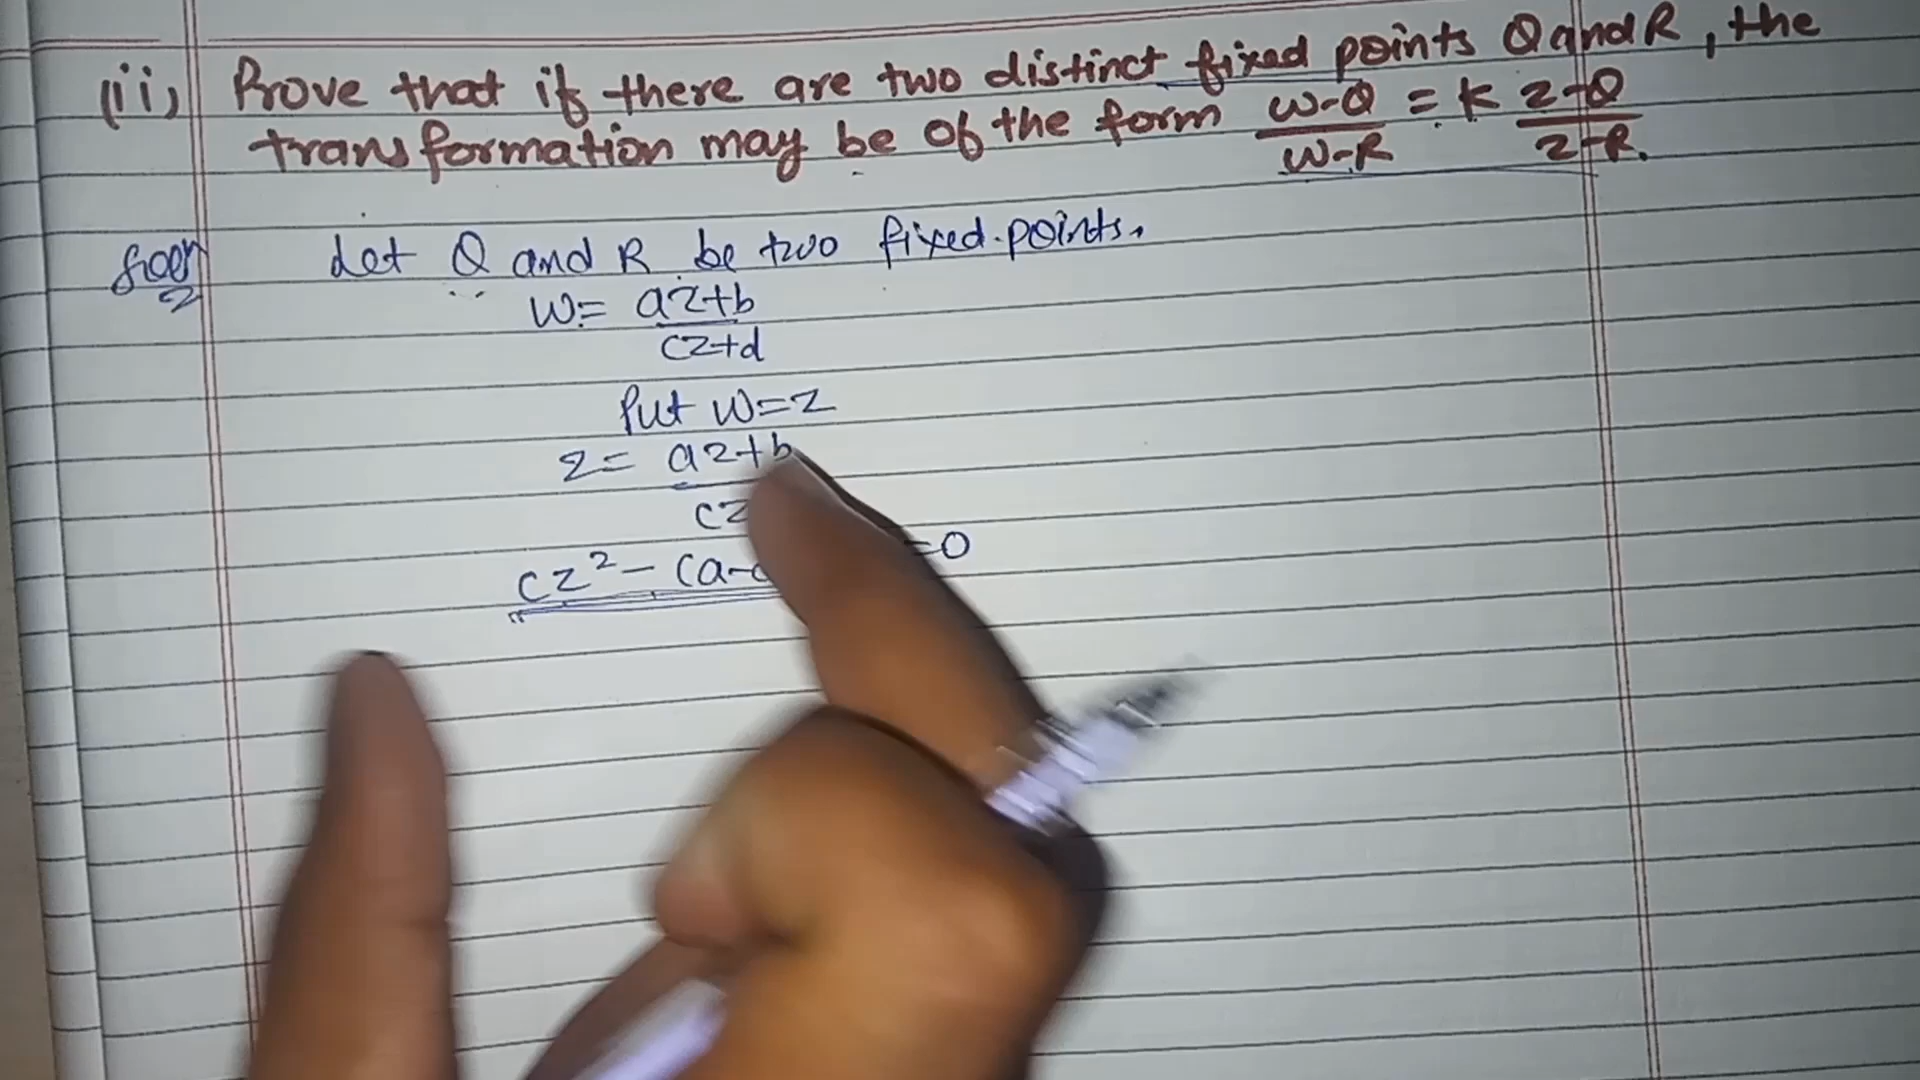 (ii) Prove that if there are two distinct fixed points Q and R, the
transformation may be of the form w-Q/w-R = k z-Q/z-R.
Let Q and R be two fixed points.
w = az+b/cz+d
Put w=z
z = az+b/cz
cz² - (a- =0